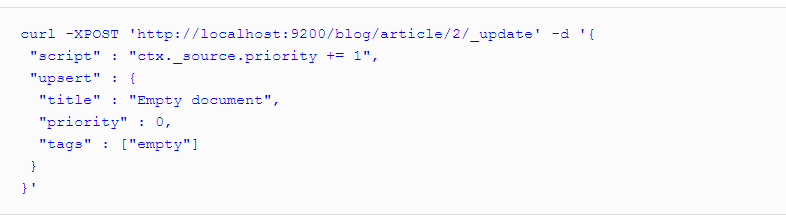 curl -XPOST 'http://localhost:9200/blog/article/2/_update' -d '{
"script" : "ctx._source.priority += 1",
"upsert" : {
"title" : "Empty document",
"priority" : 0,
"tags" : ["empty"]
}
}'